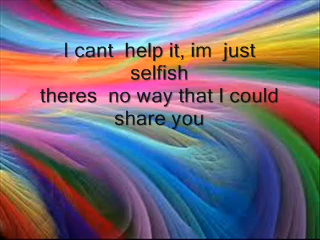 I cant  help it, im  just
selfish
theres  no way that I could
share you